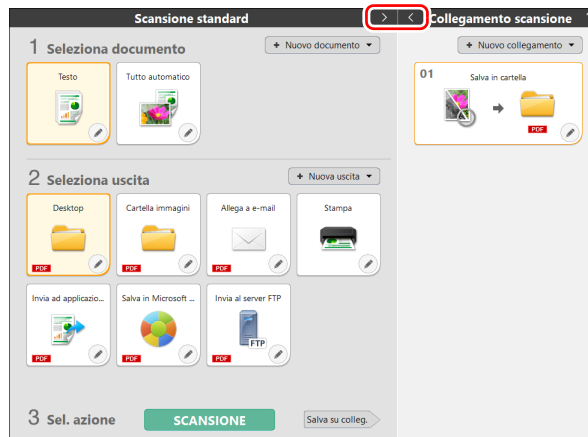 Scansione standard
> <
Collegamento scansione
1 Seleziona documento
+ Nuovo documento
+ Nuovo collegamento
Testo
Tutto automatico
01
Salva in cartella
PDF
2 Seleziona uscita
+ Nuova uscita
Desktop
Cartella immagini
Allega a e-mail
Stampa
PDF
PDF
PDF
Invia ad applicazio...
Salva in Microsoft ...
Invia al server FTP
FTP
PDF
PDF
PDF
3 Sel. azione
SCANSIONE
Salva su colleg.